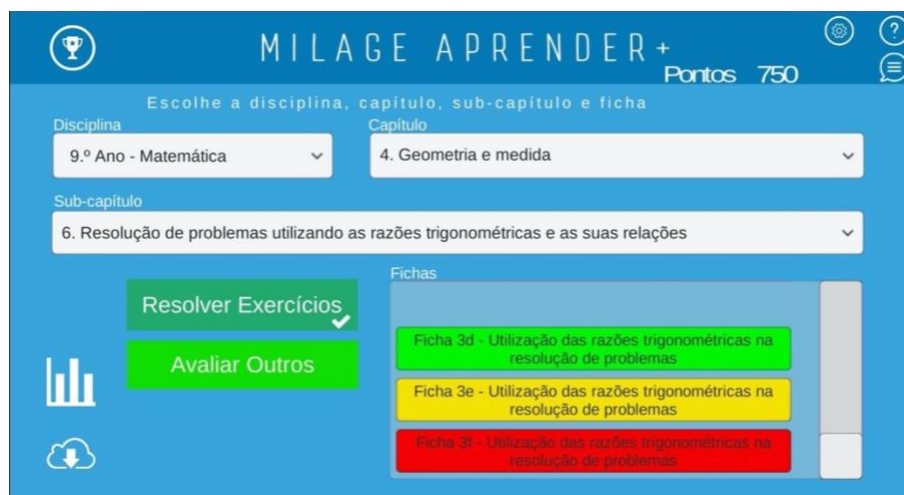 MILAGE APRENDER+
Pontos 750
?
Escolhe a disciplina, capítulo, sub-capítulo e ficha
Disciplina
Capítulo
9.º Ano - Matemática
4. Geometria e medida
Sub-capítulo
6. Resolução de problemas utilizando as razões trigonométricas e as suas relações
Fichas
Resolver Exercícios
Avaliar Outros
Ficha 3d - Utilização das razões trigonométricas na
resolução de problemas
Ficha 3e - Utilização das razões trigonométricas na
resolução de problemas
Ficha 3f - Utilização das razões trigonométricas na
resolução de problemas